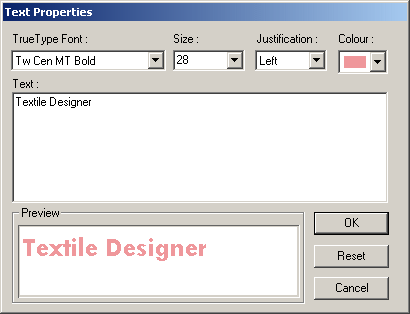 Text Properties
TrueType Font : Size : Justification : Colour :
Tw Cen MT Bold 28 Left
Text :
Textile Designer
Preview
Textile Designer
OK
Reset
Cancel